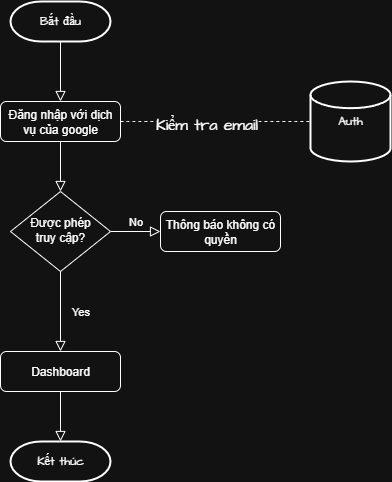 Bắt đầu
Đăng nhập với dịch
vụ của google
Kiểm tra email
Auth
Được phép
truy cập?
No
Thông báo không có
quyền
Yes
Dashboard
Kết thúc